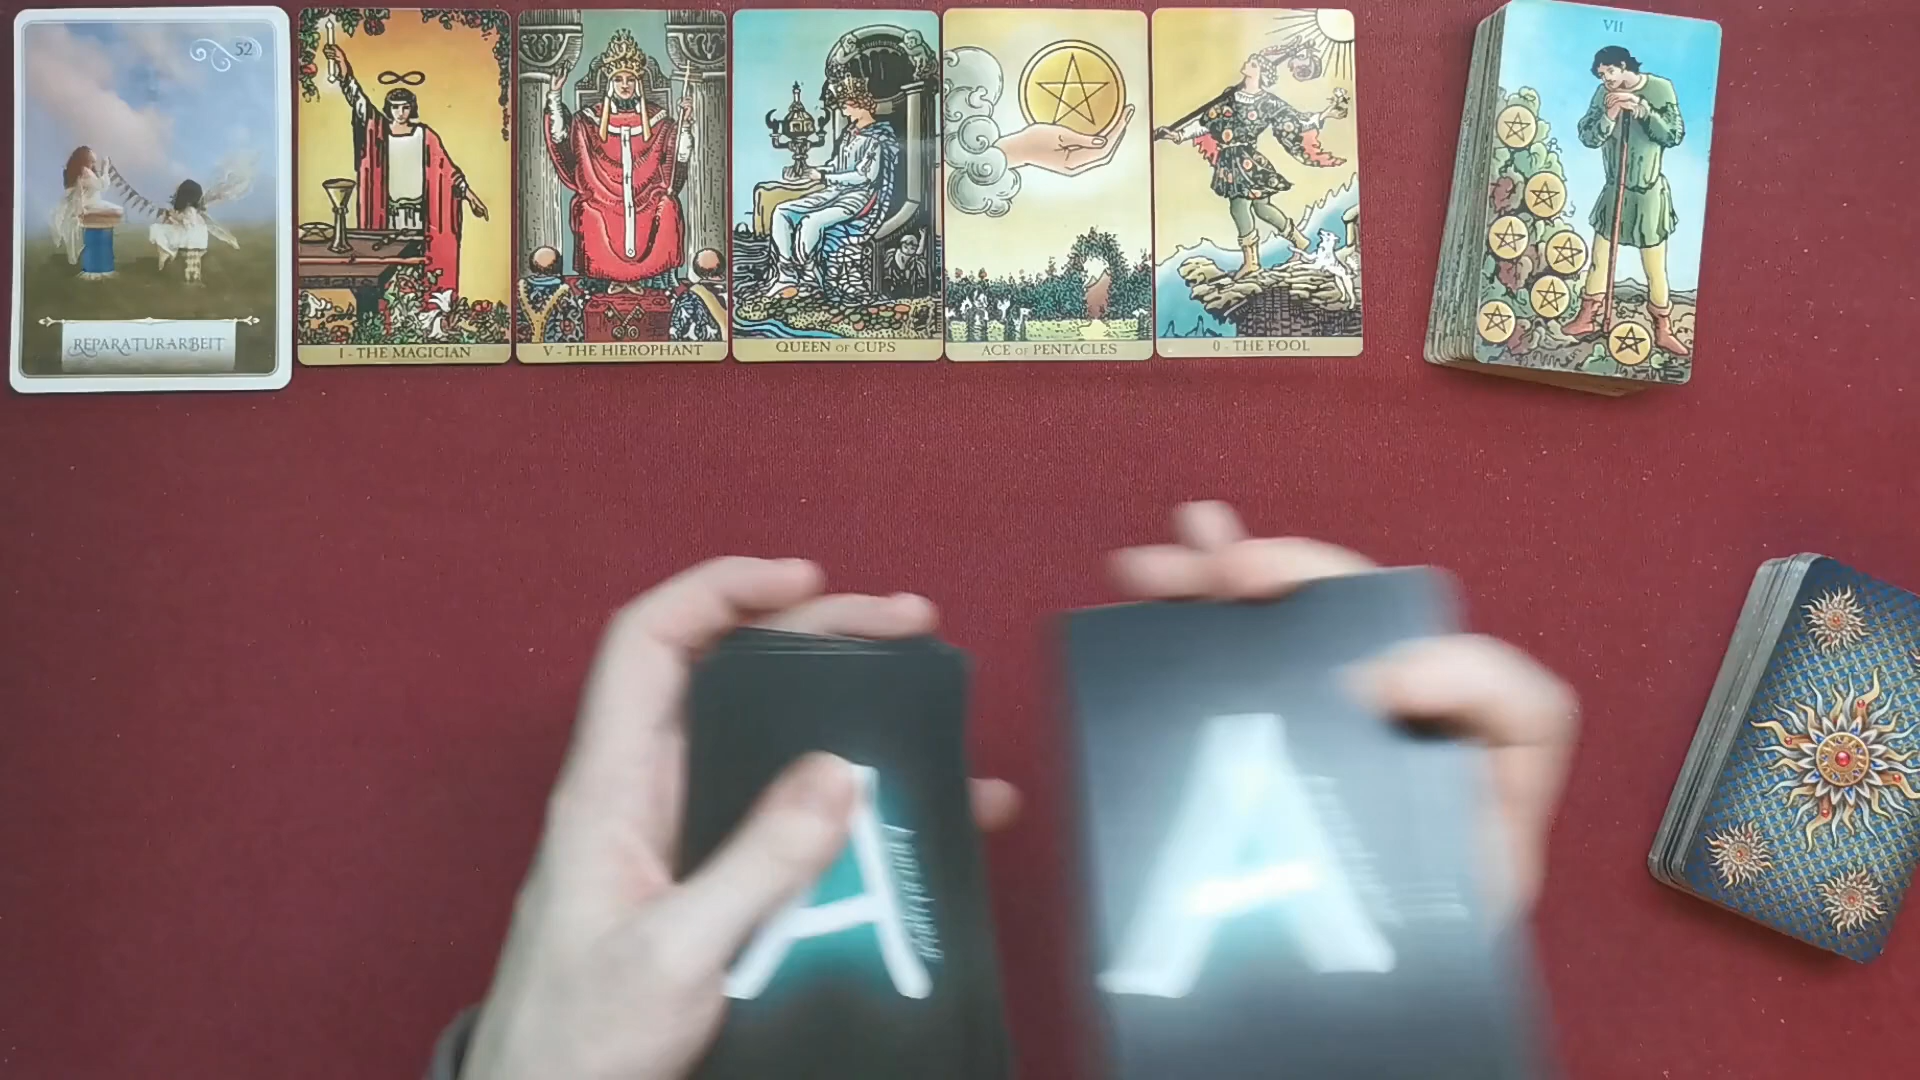 52
REPARATURARBEIT
I - THE MAGICIAN
V - THE HIEROPHANT
QUEEN OF CUPS
ACE OF PENTACLES
0 - THE FOOL
VII
A
A